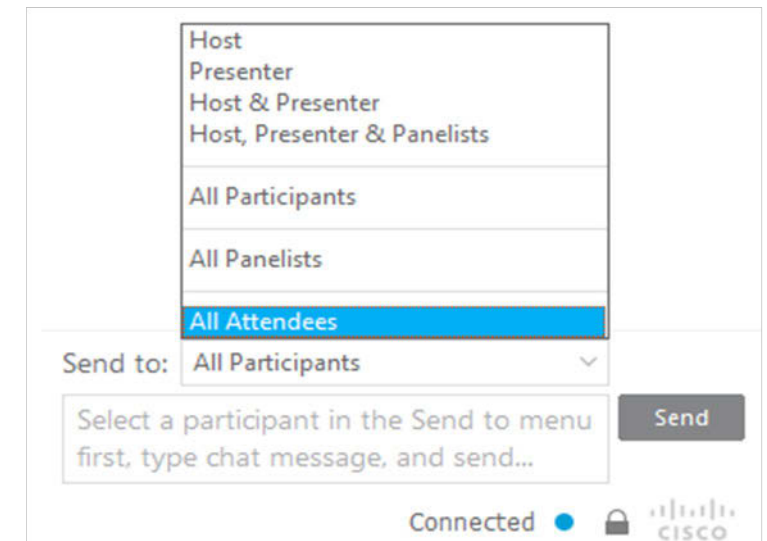 Host
Presenter
Host & Presenter
Host, Presenter & Panelists
All Participants
All Panelists
All Attendees
Send to: All Participants
Select a participant in the Send to menu
first, type chat message, and send...
Send
Connected
CISCO